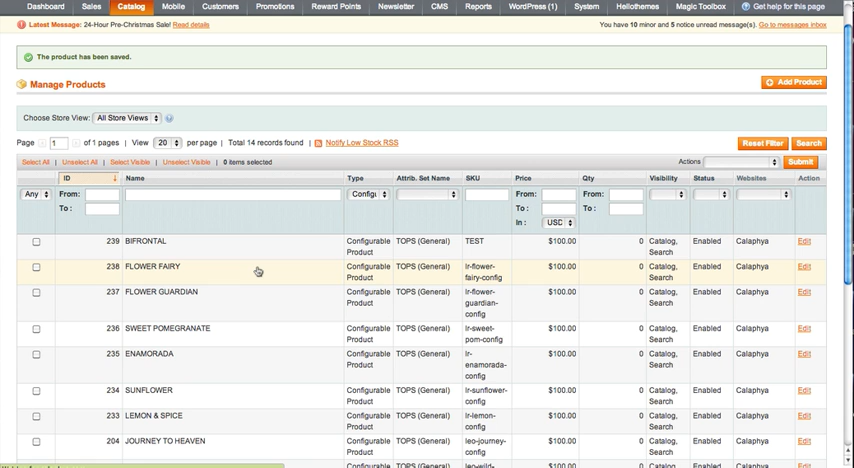 Dashboard Sales Catalog Mobile Customers Promotions Reward Points Newsletter CMS Reports WordPress (1) System Hellothemes Magic Toolbox Get help for this page
Latest Message: 24-Hour Pre-Christmas Sale! Read details You have 10 minor and 5 notice unread message(s). Go to messages inbox
The product has been saved.
Manage Products Add Product
Choose Store View: All Store Views
Page 1 of 1 pages | View 20 per page | Total 14 records found | Notify Low Stock RSS Reset Filter Search
Select All | Unselect All | Select Visible | Unselect Visible | 0 items selected Actions Submit
ID Name Type Attrib. Set Name SKU Price Qty Visibility Status Websites Action
Any From: Configu From: From:
To : To : To :
In : USD
239 BIFRONTAL Configurable TOPS (General) TEST $100.00 0 Catalog, Enabled Calaphya Edit
Product Search
238 FLOWER FAIRY Configurable TOPS (General) lr-flower- $100.00 0 Catalog, Enabled Calaphya Edit
Product fairy-config Search
237 FLOWER GUARDIAN Configurable TOPS (General) lr-flower- $100.00 0 Catalog, Enabled Calaphya Edit
Product guardian- Search
config
236 SWEET POMEGRANATE Configurable TOPS (General) lr-sweet- $100.00 0 Catalog, Enabled Calaphya Edit
Product pom-config Search
235 ENAMORADA Configurable TOPS (General) lr- $100.00 0 Catalog, Enabled Calaphya Edit
Product enamorada- Search
config
234 SUNFLOWER Configurable TOPS (General) lr-sunflower- $100.00 0 Catalog, Enabled Calaphya Edit
Product config Search
233 LEMON & SPICE Configurable TOPS (General) lr-lemon- $100.00 0 Catalog, Enabled Calaphya Edit
Product config Search
204 JOURNEY TO HEAVEN Configurable TOPS (General) leo-journey- $100.00 0 Catalog, Enabled Calaphya Edit
Product config Search